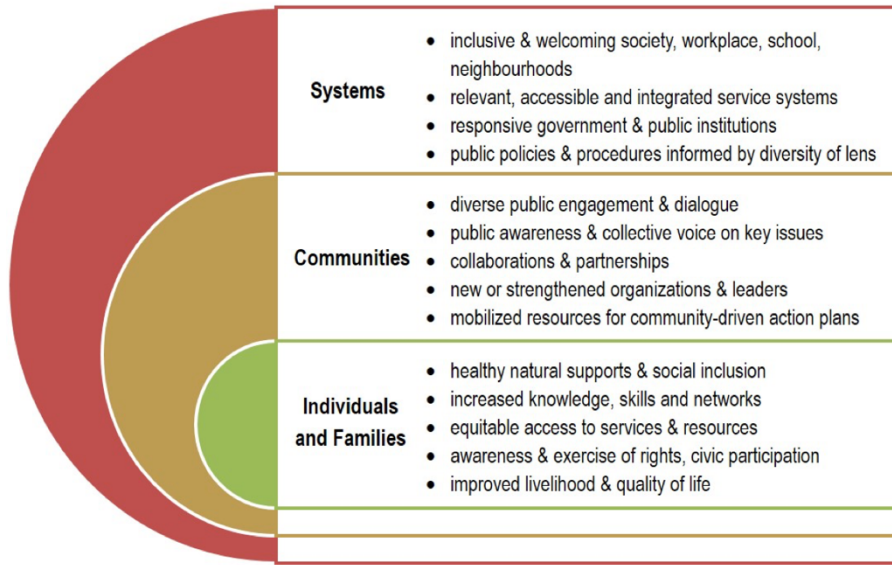 Systems
• inclusive & welcoming society, workplace, school,
neighbourhoods
• relevant, accessible and integrated service systems
• responsive government & public institutions
• public policies & procedures informed by diversity of lens
Communities
• diverse public engagement & dialogue
• public awareness & collective voice on key issues
• collaborations & partnerships
• new or strengthened organizations & leaders
• mobilized resources for community-driven action plans
Individuals
and Families
• healthy natural supports & social inclusion
• increased knowledge, skills and networks
• equitable access to services & resources
• awareness & exercise of rights, civic participation
• improved livelihood & quality of life